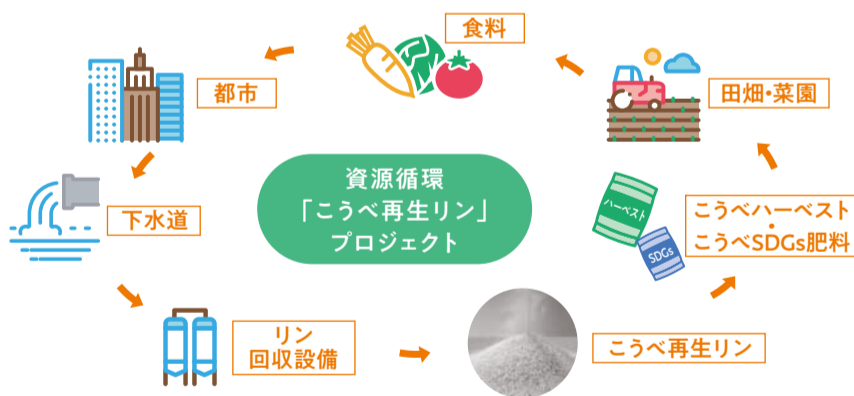 食料
都市
田畑・菜園
資源循環
「こうべ再生リン」
プロジェクト
下水道
ハーベスト
SDGs
こうべハーベスト
・
こうべSDGs肥料
リン
回収設備
こうべ再生リン